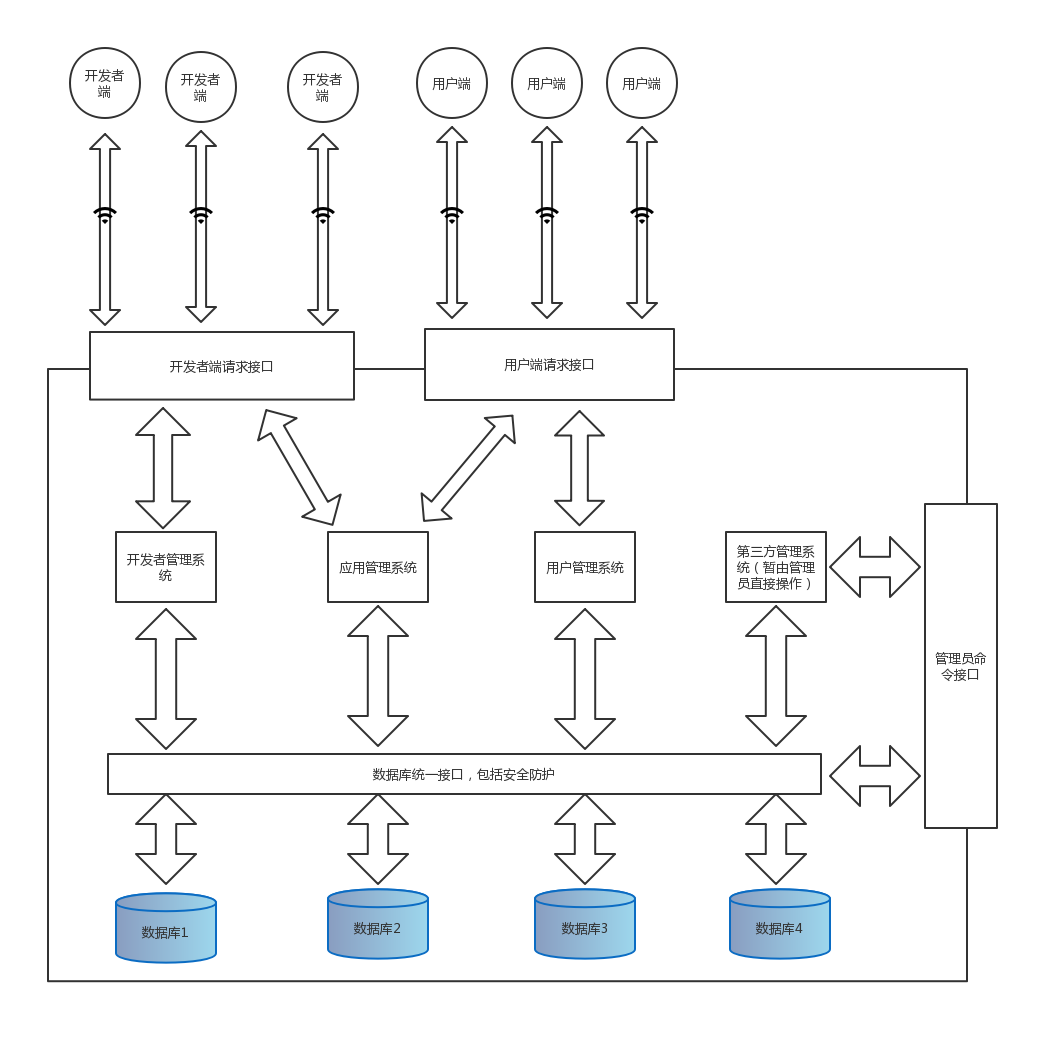 开发者
端
开发者
端
开发者
端
用户端
用户端
用户端
开发者端请求接口
用户端请求接口
开发者管理系
统
应用管理系统
用户管理系统
第三方管理系
统（暂由管理
员直接操作）
管理员命
令接口
数据库统一接口，包括安全防护
数据库1
数据库2
数据库3
数据库4